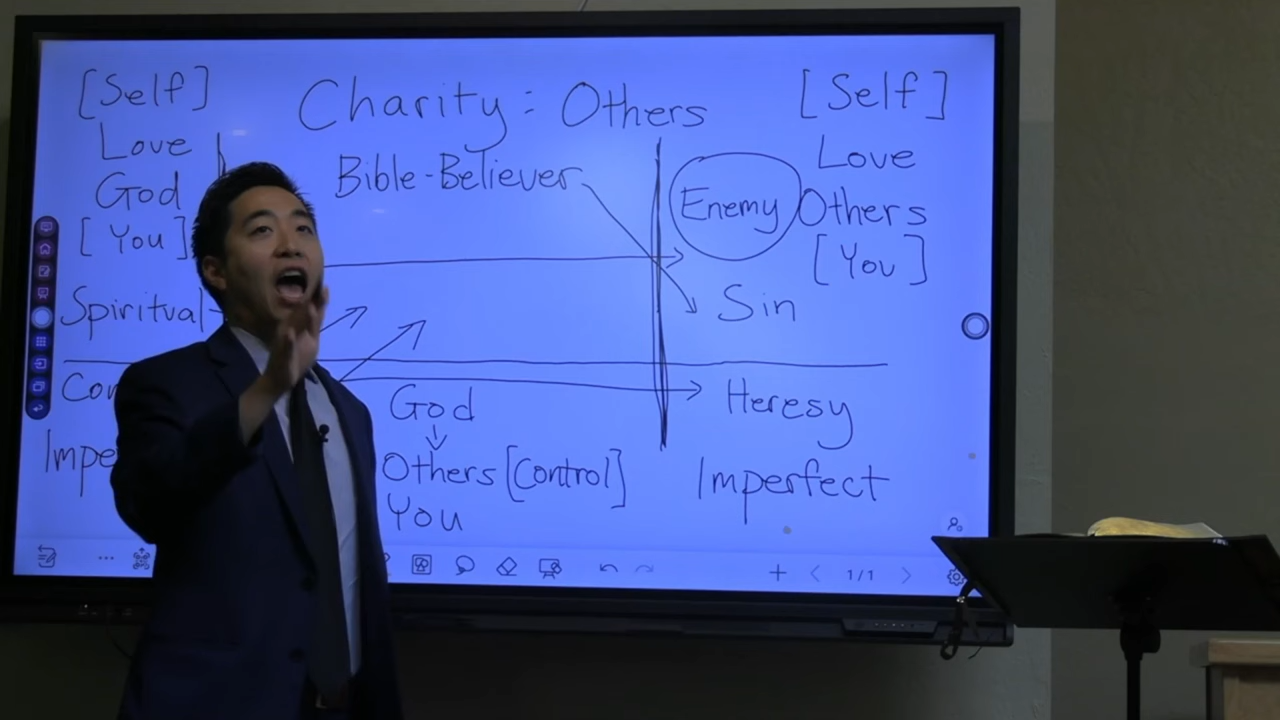 [Self]
Love
God
[You]
Charity: Others
Bible-Believer
[Self]
Love
Enemy Others
[You]
Spiritual
Sin
God
Heresy
Others [Control]
You
Imperfect
1/1